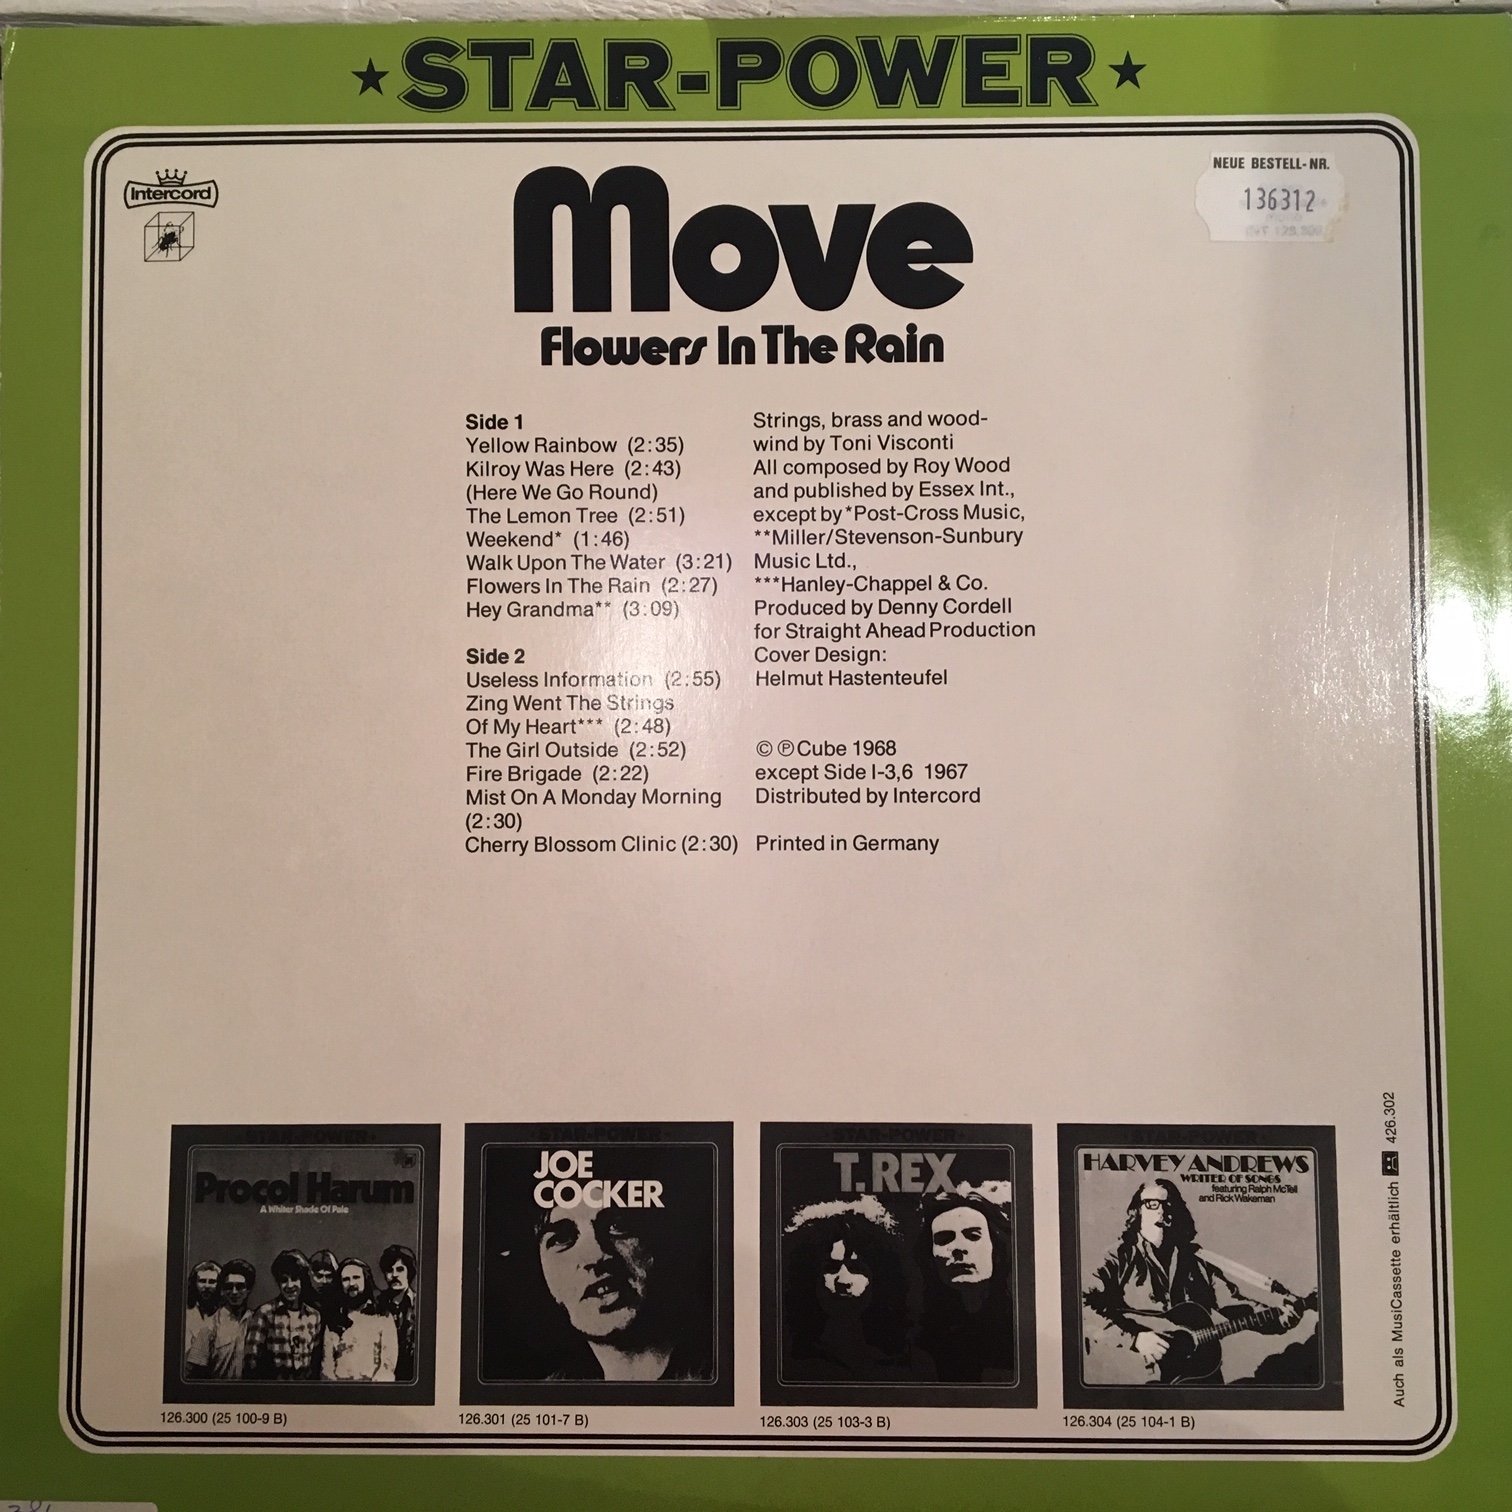 ★STAR-POWER★
Intercord
NEUE BESTELL-NR.
136312
Move
Flowers In The Rain
Side 1
Yellow Rainbow (2:35)
Kilroy Was Here (2:43)
(Here We Go Round)
The Lemon Tree (2:51)
Weekend* (1:46)
Walk Upon The Water (3:21)
Flowers In The Rain (2:27)
Hey Grandma** (3:09)
Side 2
Useless Information (2:55)
Zing Went The Strings
Of My Heart*** (2:48)
The Girl Outside (2:52)
Fire Brigade (2:22)
Mist On A Monday Morning
(2:30)
Cherry Blossom Clinic (2:30)
Strings, brass and wood-
wind by Toni Visconti
All composed by Roy Wood
and published by Essex Int.,
except by *Post-Cross Music,
**Miller/Stevenson-Sunbury
Music Ltd.,
***Hanley-Chappel & Co.
Produced by Denny Cordell
for Straight Ahead Production
Cover Design:
Helmut Hastenteufel
© ℗ Cube 1968
except Side I-3,6 1967
Distributed by Intercord
Printed in Germany
STAR-POWER
Procol Harum
A Whiter Shade Of Pale
126.300 (25 100-9 B)
STAR-POWER
JOE
COCKER
126.301 (25 101-7 B)
STAR-POWER
T.REX
126.303 (25 103-3 B)
STAR-POWER
HARVEY ANDREWS
WRITER OF SONGS
featuring Ralph McTell
and Rick Wakeman
126.304 (25 104-1 B)
Auch als MusiCassette erhältlich 426.302